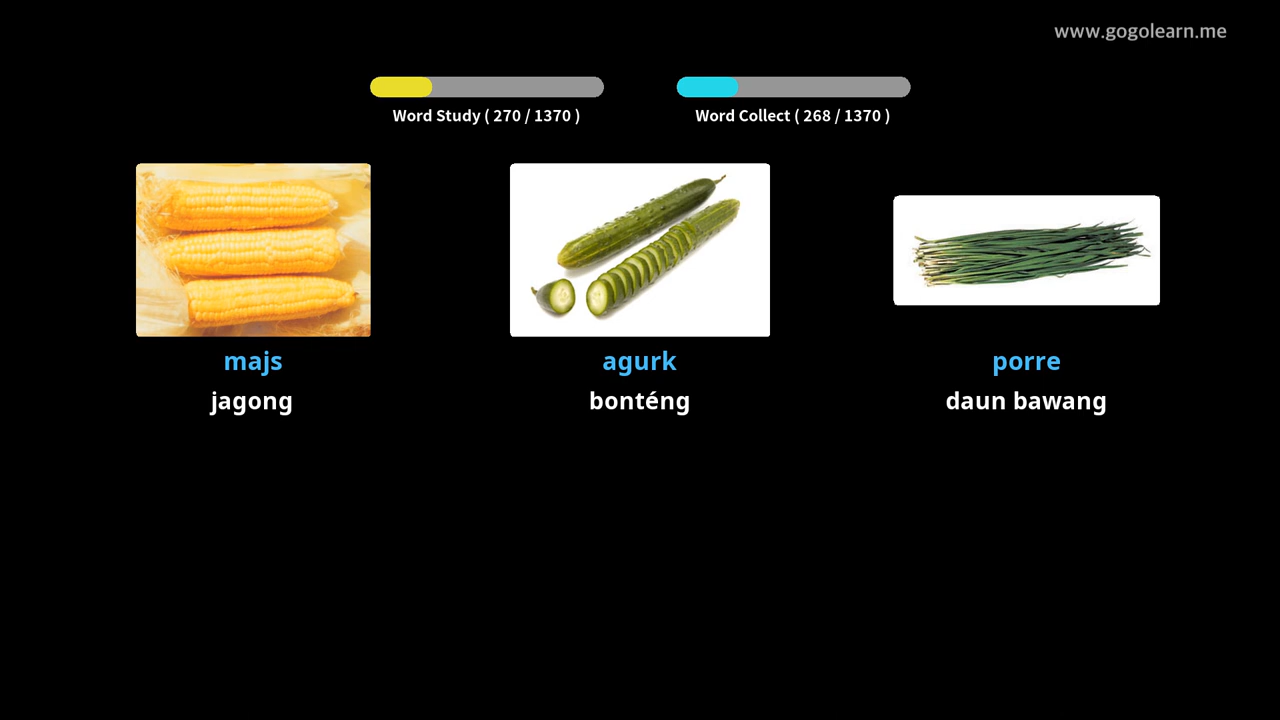 www.gogolearn.me
Word Study ( 270 / 1370 )
Word Collect ( 268 / 1370 )
majs
jagong
agurk
bonténg
porre
daun bawang